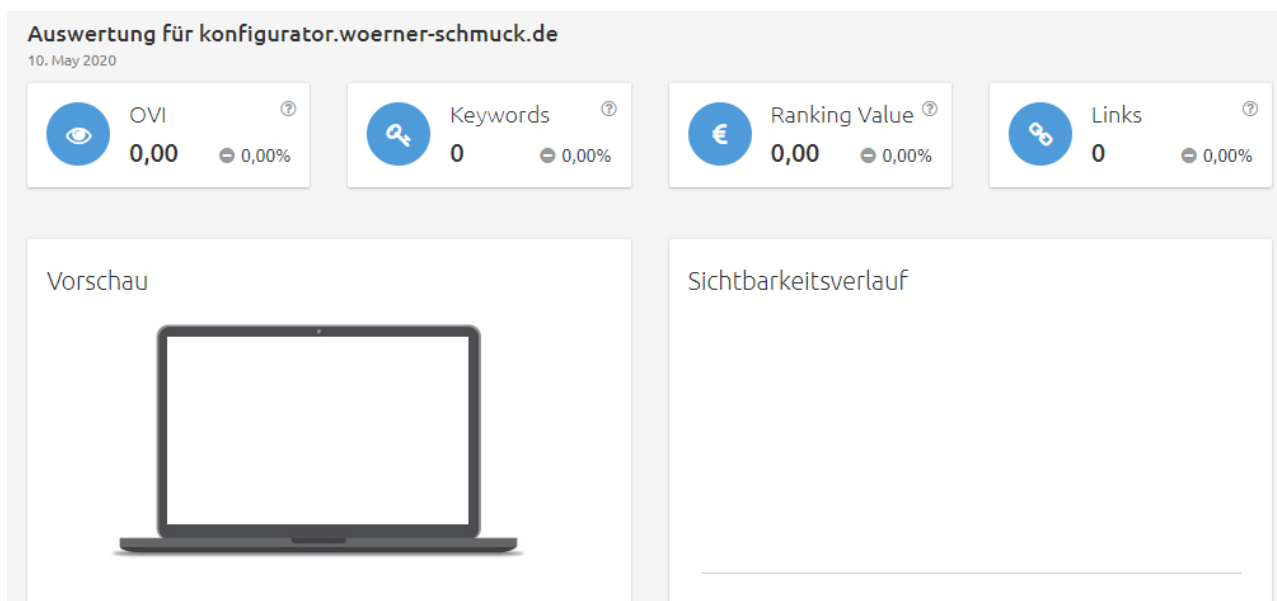 Auswertung für konfigurator.woerner-schmuck.de
10. May 2020
OVI
0,00 0,00%
Keywords
0 0,00%
Ranking Value
€
0,00 0,00%
Links
0 0,00%
Vorschau
Sichtbarkeitsverlauf